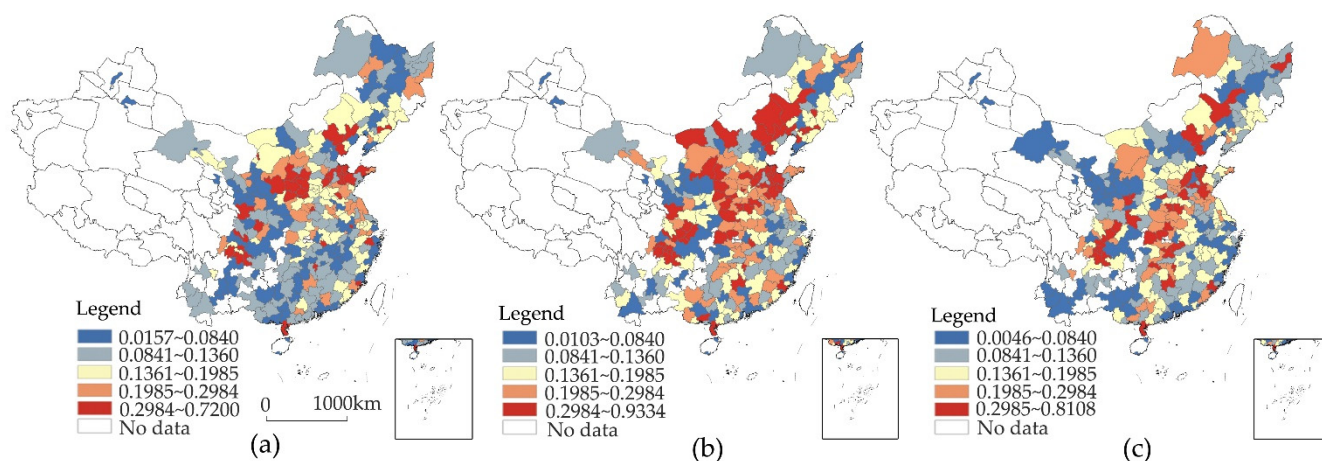 Legend
0.0157~0.0840
0.0841~0.1360
0.1361~0.1985
0.1985~0.2984
0.2984~0.7200
No data
0 1000km
(a)
Legend
0.0103~0.0840
0.0841~0.1360
0.1361~0.1985
0.1985~0.2984
0.2984~0.9334
No data
(b)
Legend
0.0046~0.0840
0.0841~0.1360
0.1361~0.1985
0.1985~0.2984
0.2985~0.8108
No data
(c)